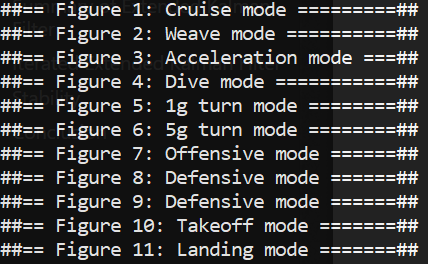 ##== Figure 1: Cruise mode =========##
##== Figure 2: Weave mode ==========##
##== Figure 3: Acceleration mode ===##
##== Figure 4: Dive mode ===========##
##== Figure 5: 1g turn mode ========##
##== Figure 6: 5g turn mode ========##
##== Figure 7: Offensive mode ======##
##== Figure 8: Defensive mode ======##
##== Figure 9: Defensive mode ======##
##== Figure 10: Takeoff mode =======##
##== Figure 11: Landing mode =======##